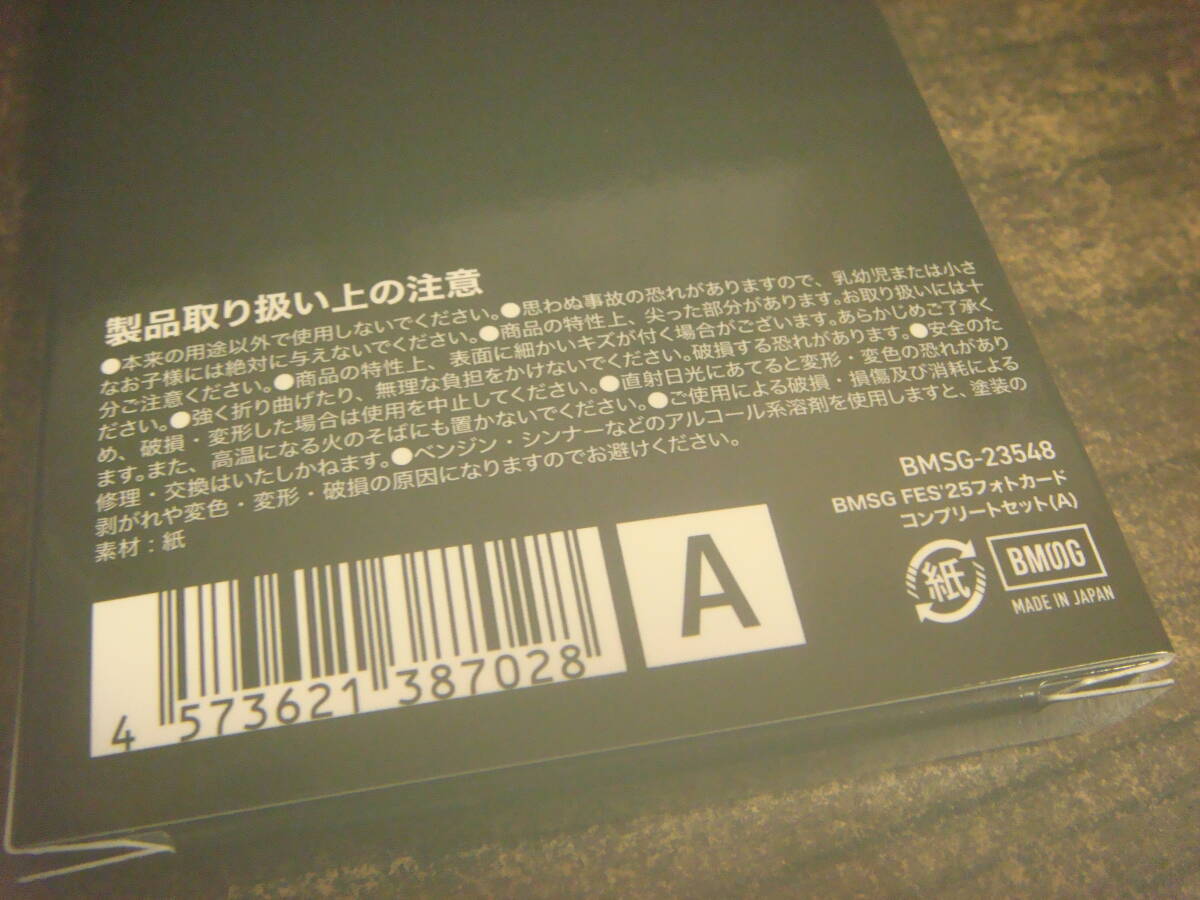 製品取り扱い上の注意
●本来の用途以外で使用しないでください。●思わぬ事故の恐れがありますので、乳幼児または小さ
なお子様には絶対に与えないでください。●商品の特性上、尖った部分があります。お取り扱いには十
分ご注意ください。●商品の特性上、表面に細かいキズが付く場合がございます。あらかじめご了承く
ださい。●強く折り曲げたり、無理な負担をかけないでください。破損する恐れがあります。●安全のた
め、破損・変形した場合は使用を中止してください。●直射日光にあてると変形・変色の恐れがあり
ます。また、高温になる火のそばにも置かないでください。●ご使用による破損・損傷及び消耗による
修理・交換はいたしかねます。●ベンジン・シンナーなどのアルコール系溶剤を使用しますと、塗装の
剥がれや変色・変形・破損の原因になりますのでお避けください。
素材：紙
BMSG-23548
BMSG FES'25フォトカード
コンプリートセット(A)
4 573621 387028
A
紙
BMSG
MADE IN JAPAN